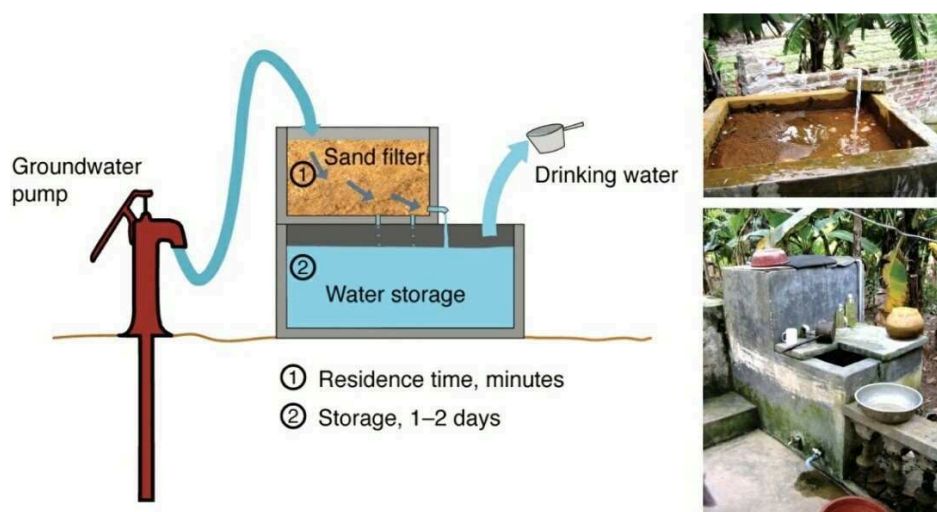 Groundwater
pump
Sand filter
①
Drinking water
②
Water storage
① Residence time, minutes
② Storage, 1–2 days